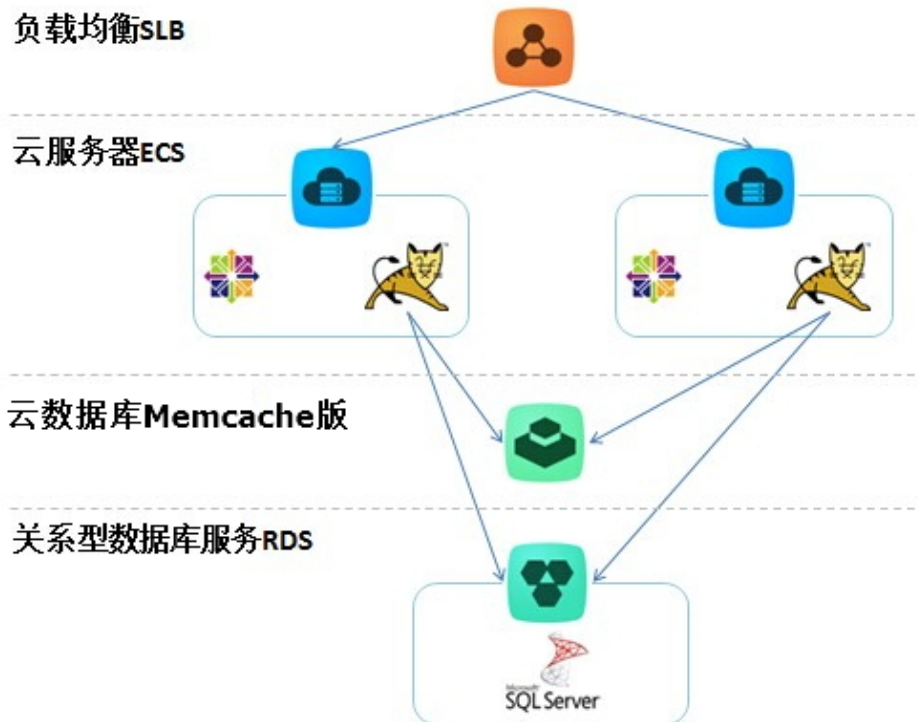 负载均衡SLB
云服务器ECS
云数据库Memcache版
关系型数据库服务RDS
Microsoft
SQL Server